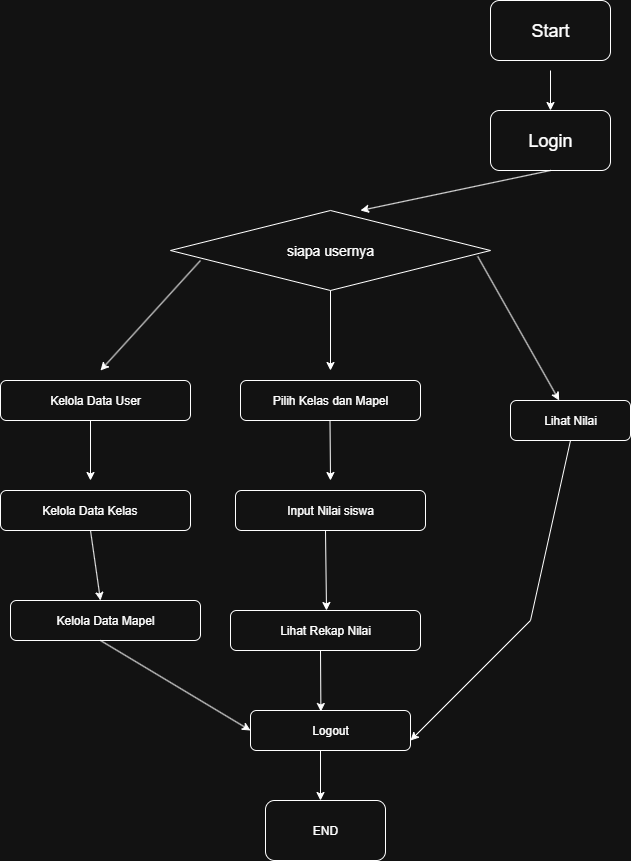 Start
Login
siapa usernya
Kelola Data User
Pilih Kelas dan Mapel
Lihat Nilai
Kelola Data Kelas
Input Nilai siswa
Kelola Data Mapel
Lihat Rekap Nilai
Logout
END